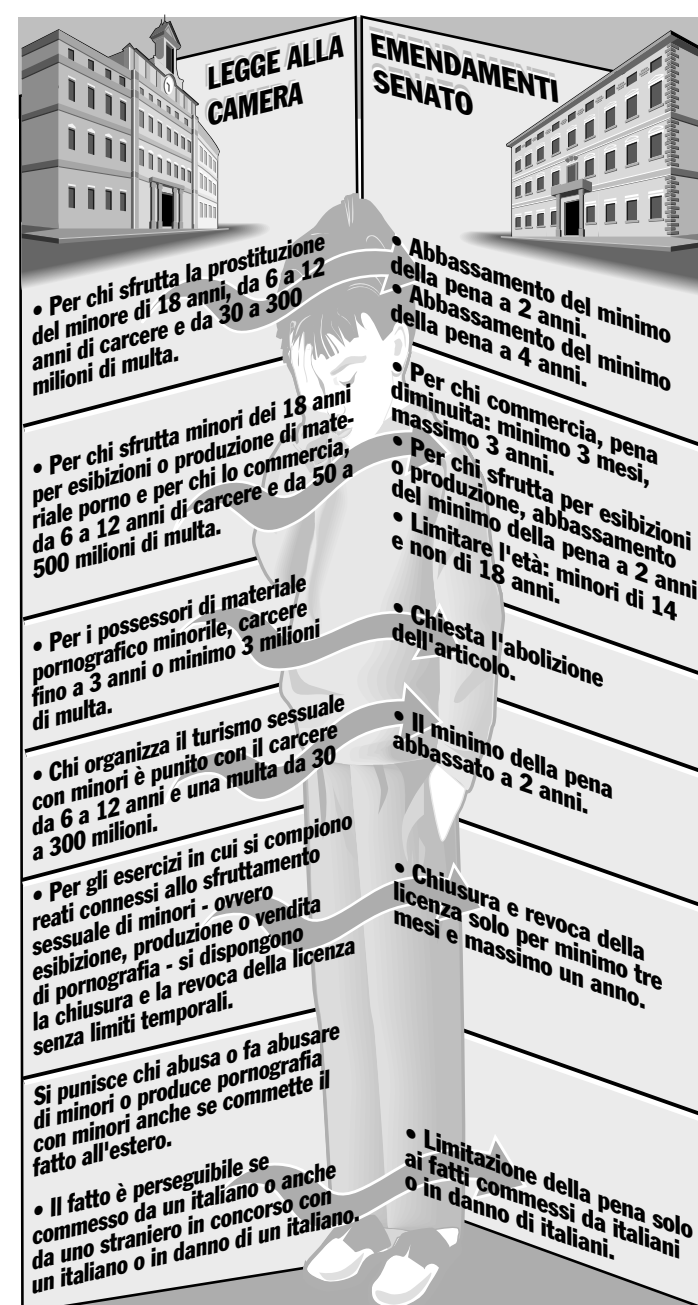 LEGGE ALLA
CAMERA
• Per chi sfrutta la prostituzione
del minore di 18 anni, da 6 a 12
anni di carcere e da 30 a 300
milioni di multa.
• Per chi sfrutta minori dei 18 anni
per esibizioni o produzione di mate-
riale porno e per chi lo commercia,
da 6 a 12 anni di carcere e da 50 a
500 milioni di multa.
• Per i possessori di materiale
pornografico minorile, carcere
fino a 3 anni o minimo 3 milioni
di multa.
• Chi organizza il turismo sessuale
con minori è punito con il carcere
da 6 a 12 anni e una multa da 30
a 300 milioni.
• Per gli esercizi in cui si compiono
reati connessi allo sfruttamento
sessuale di minori - ovvero
esibizione, produzione o vendita
di pornografia - si dispongono
la chiusura e la revoca della licenza
senza limiti temporali.
Si punisce chi abusa o fa abusare
di minori o produce pornografia
con minori anche se commette il
fatto all'estero.
• Il fatto è perseguibile se
commesso da un italiano o anche
da uno straniero in concorso con
un italiano o in danno di un italiano.
EMENDAMENTI
SENATO
• Abbassamento del minimo
della pena a 2 anni.
• Abbassamento del minimo
della pena a 4 anni.
• Per chi commercia, pena
diminuita: minimo 3 mesi,
massimo 3 anni.
• Per chi sfrutta per esibizioni
o produzione, abbassamento
del minimo della pena a 2 anni
• Limitare l'età: minori di 14
e non di 18 anni.
• Chiesta l'abolizione
dell'articolo.
• Il minimo della pena
abbassato a 2 anni.
• Chiusura e revoca della
licenza solo per minimo tre
mesi e massimo un anno.
• Limitazione della pena solo
ai fatti commessi da italiani
o in danno di italiani.